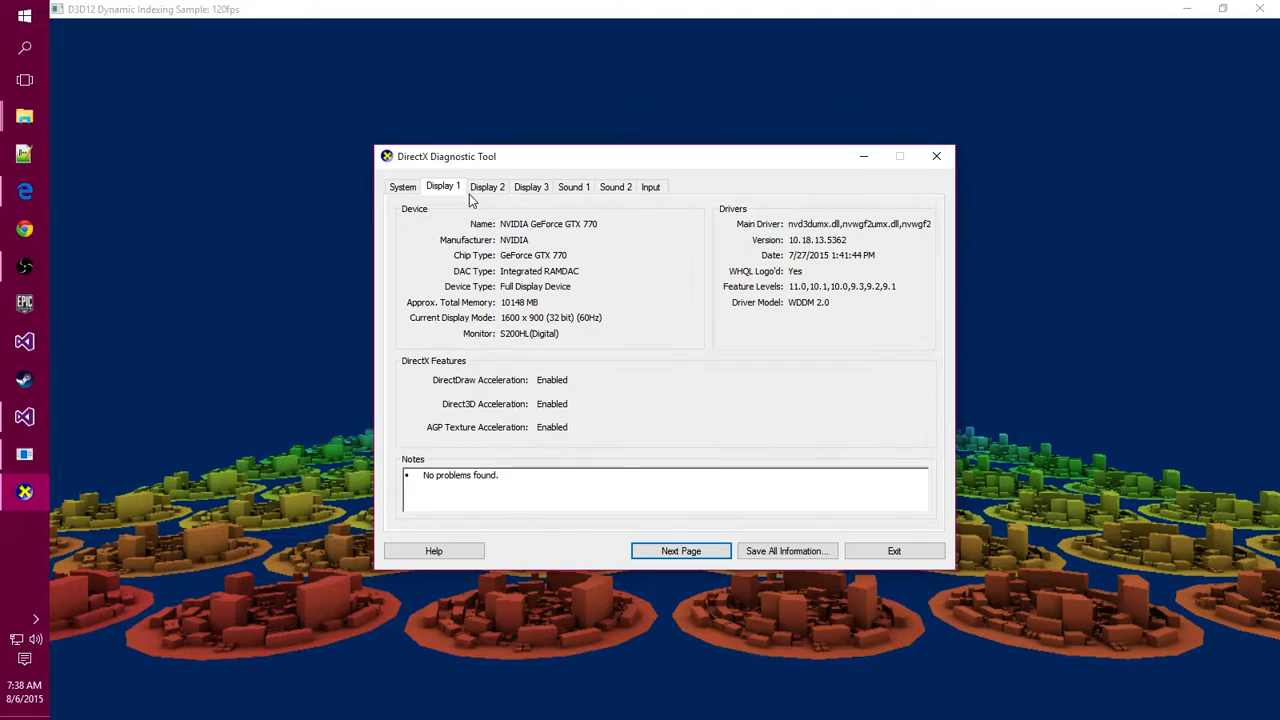 D3D12 Dynamic Indexing Sample: 120fps
DirectX Diagnostic Tool
System Display 1 Display 2 Display 3 Sound 1 Sound 2 Input
Device
Name: NVIDIA GeForce GTX 770
Manufacturer: NVIDIA
Chip Type: GeForce GTX 770
DAC Type: Integrated RAMDAC
Device Type: Full Display Device
Approx. Total Memory: 10148 MB
Current Display Mode: 1600 x 900 (32 bit) (60Hz)
Monitor: S200HL(Digital)
Drivers
Main Driver: nvd3dumx.dll,nvwgf2umx.dll,nvwgf2
Version: 10.18.13.5362
Date: 7/27/2015 1:41:44 PM
WHQL Logo'd: Yes
Feature Levels: 11.0,10.1,10.0,9.3,9.2,9.1
Driver Model: WDDM 2.0
DirectX Features
DirectDraw Acceleration: Enabled
Direct3D Acceleration: Enabled
AGP Texture Acceleration: Enabled
Notes
• No problems found.
Help Next Page Save All Information... Exit
EPIC
7:38 AM
8/6/2015